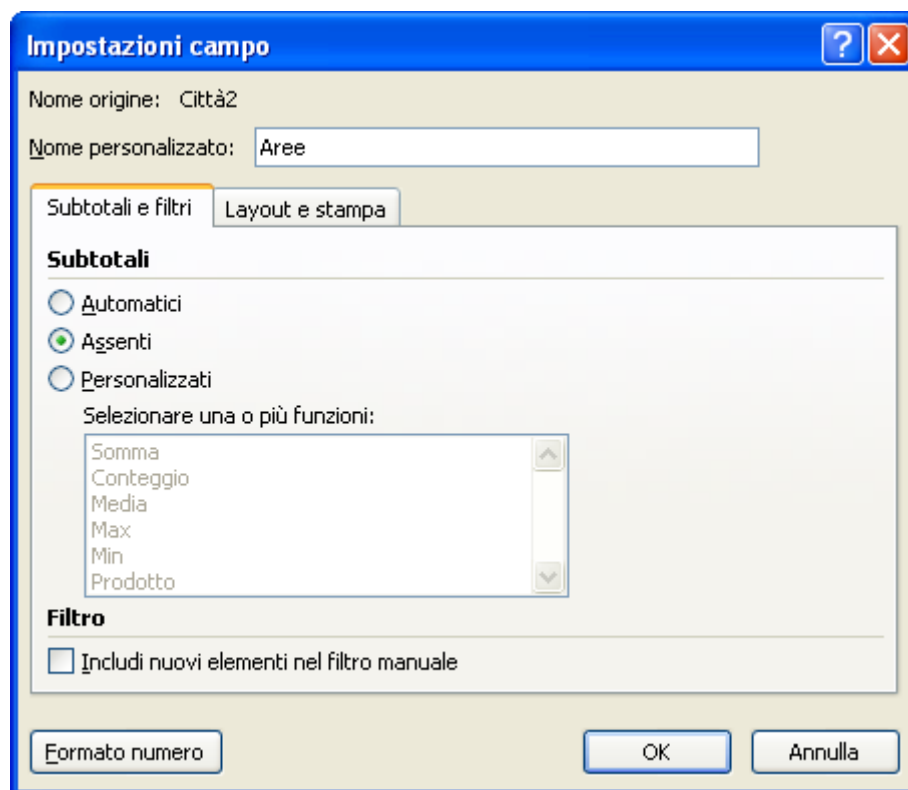 Impostazioni campo
Nome origine: Città2
Nome personalizzato: Aree
Subtotali e filtri Layout e stampa
Subtotali
Automatici
Assenti
Personalizzati
Selezionare una o più funzioni:
Somma
Conteggio
Media
Max
Min
Prodotto
Filtro
Includi nuovi elementi nel filtro manuale
Formato numero OK Annulla